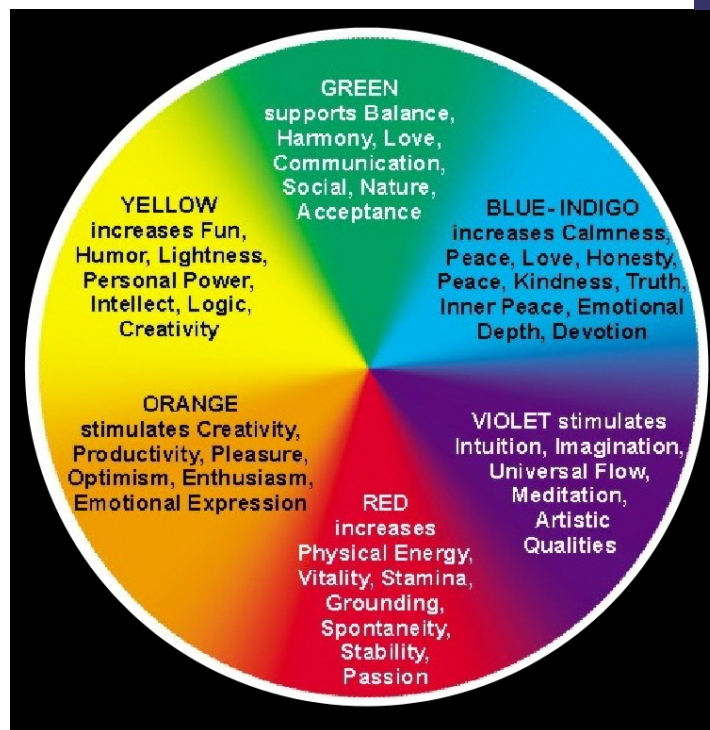 GREEN
supports Balance,
Harmony, Love,
Communication,
Social, Nature,
Acceptance
BLUE-INDIGO
increases Calmness,
Peace, Love, Honesty,
Peace, Kindness, Truth,
Inner Peace, Emotional
Depth, Devotion
VIOLET stimulates
Intuition, Imagination,
Universal Flow,
Meditation,
Artistic
Qualities
RED
increases
Physical Energy,
Vitality, Stamina,
Grounding,
Spontaneity,
Stability,
Passion
ORANGE
stimulates Creativity,
Productivity, Pleasure,
Optimism, Enthusiasm,
Emotional Expression
YELLOW
increases Fun,
Humor, Lightness,
Personal Power,
Intellect, Logic,
Creativity